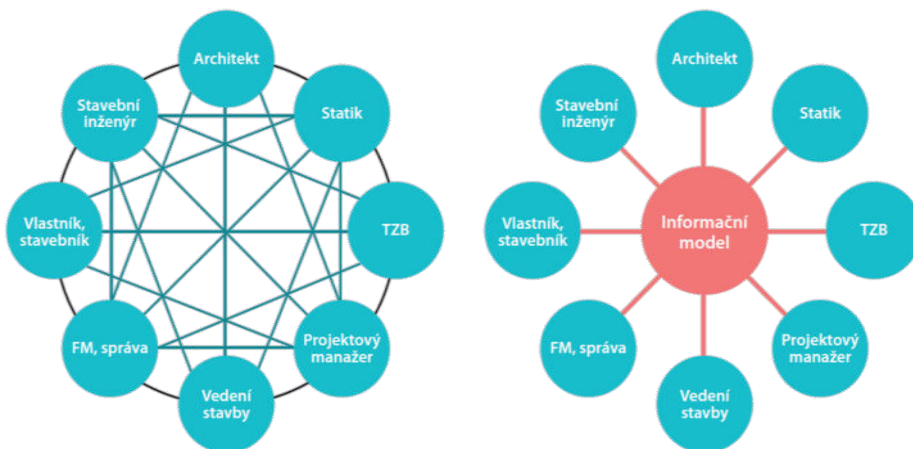 Architekt
Stavební
inženýr
Statik
Vlastník,
stavebník
TZB
FM, správa
Projektový
manažer
Vedení
stavby
Architekt
Stavební
inženýr
Statik
Vlastník,
stavebník
Informační
model
TZB
FM, správa
Projektový
manažer
Vedení
stavby